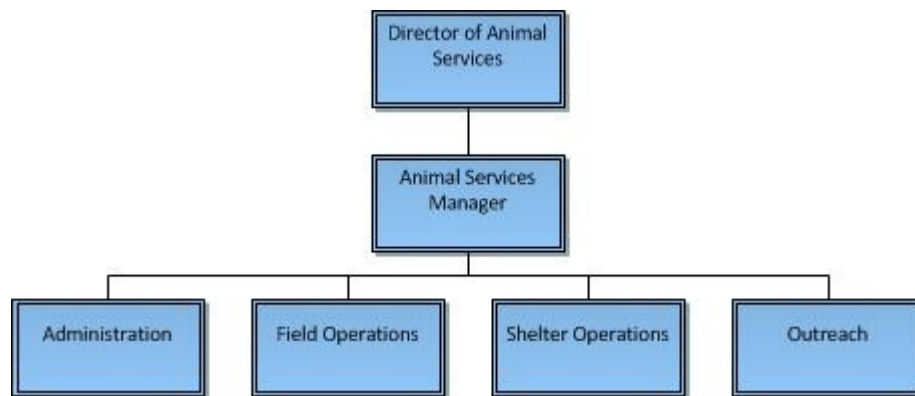 Director of Animal
Services
Animal Services
Manager
Administration
Field Operations
Shelter Operations
Outreach